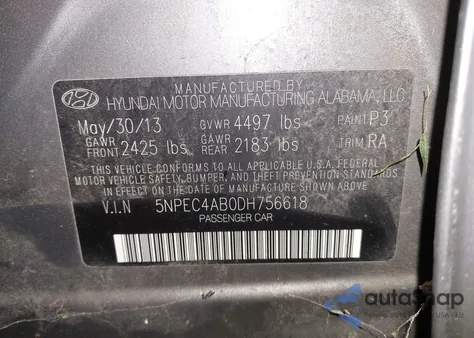 MANUFACTURED BY
HYUNDAI MOTOR MANUFACTURING ALABAMA, LLC
May/30/13 GVWR 4497 lbs PAINT P3
GAWR FRONT 2425 lbs GAWR REAR 2183 lbs TRIM RA
THIS VEHICLE CONFORMS TO ALL APPLICABLE U.S.A FEDERAL
MOTOR VEHICLE SAFETY, BUMPER, AND THEFT PREVENTION
STANDARDS IN EFFECT ON THE DATE OF MANUFACTURE SHOWN ABOVE.
V.I.N 5NPEC4AB0DH756618
PASSENGER CAR
autoSnap